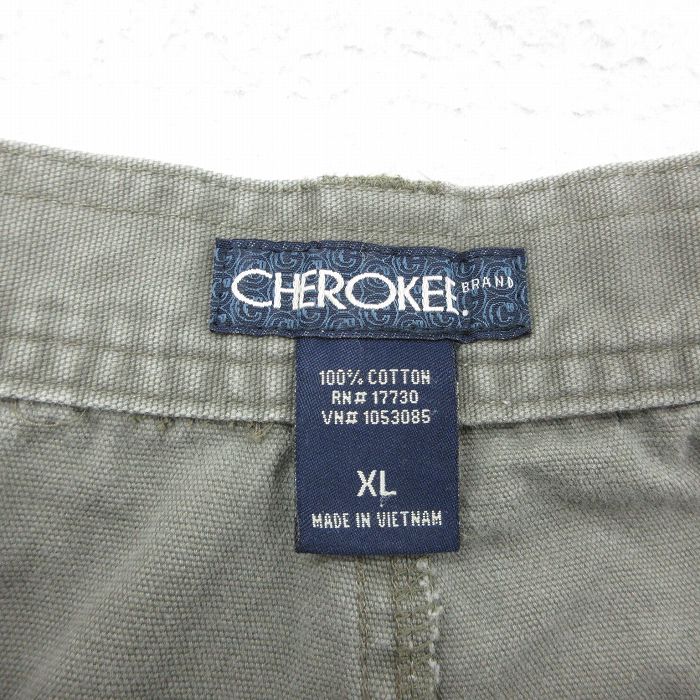 CHEROKEE. BRAND
100% COTTON
RN# 17730
VN# 1053085
XL
MADE IN VIETNAM